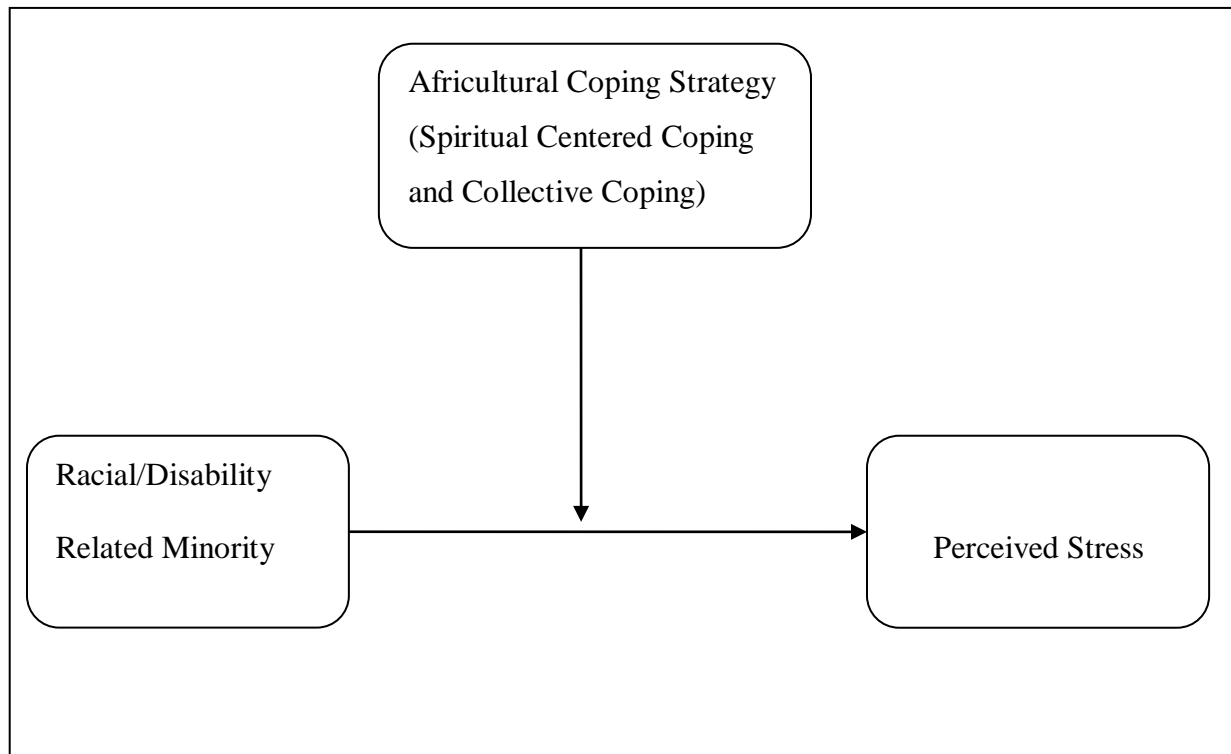 Africultural Coping Strategy
(Spiritual Centered Coping
and Collective Coping)
Racial/Disability
Related Minority
Perceived Stress